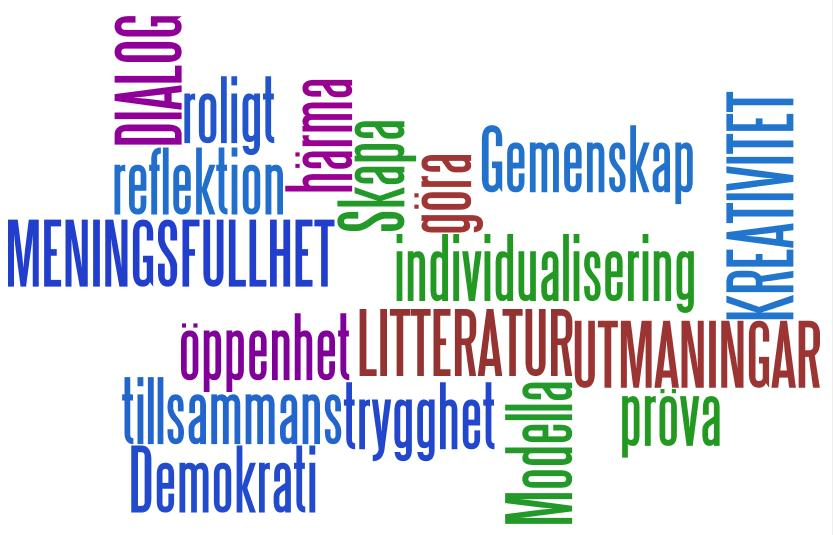 DIALOG
roligt
härma
Skapa
göra
Gemenskap
KREATIVITET
reflektion
MENINGSFULLHET
individualisering
öppenhet
LITTERATUR
UTMANINGAR
tillsammans
trygghet
Modella
pröva
Demokrati